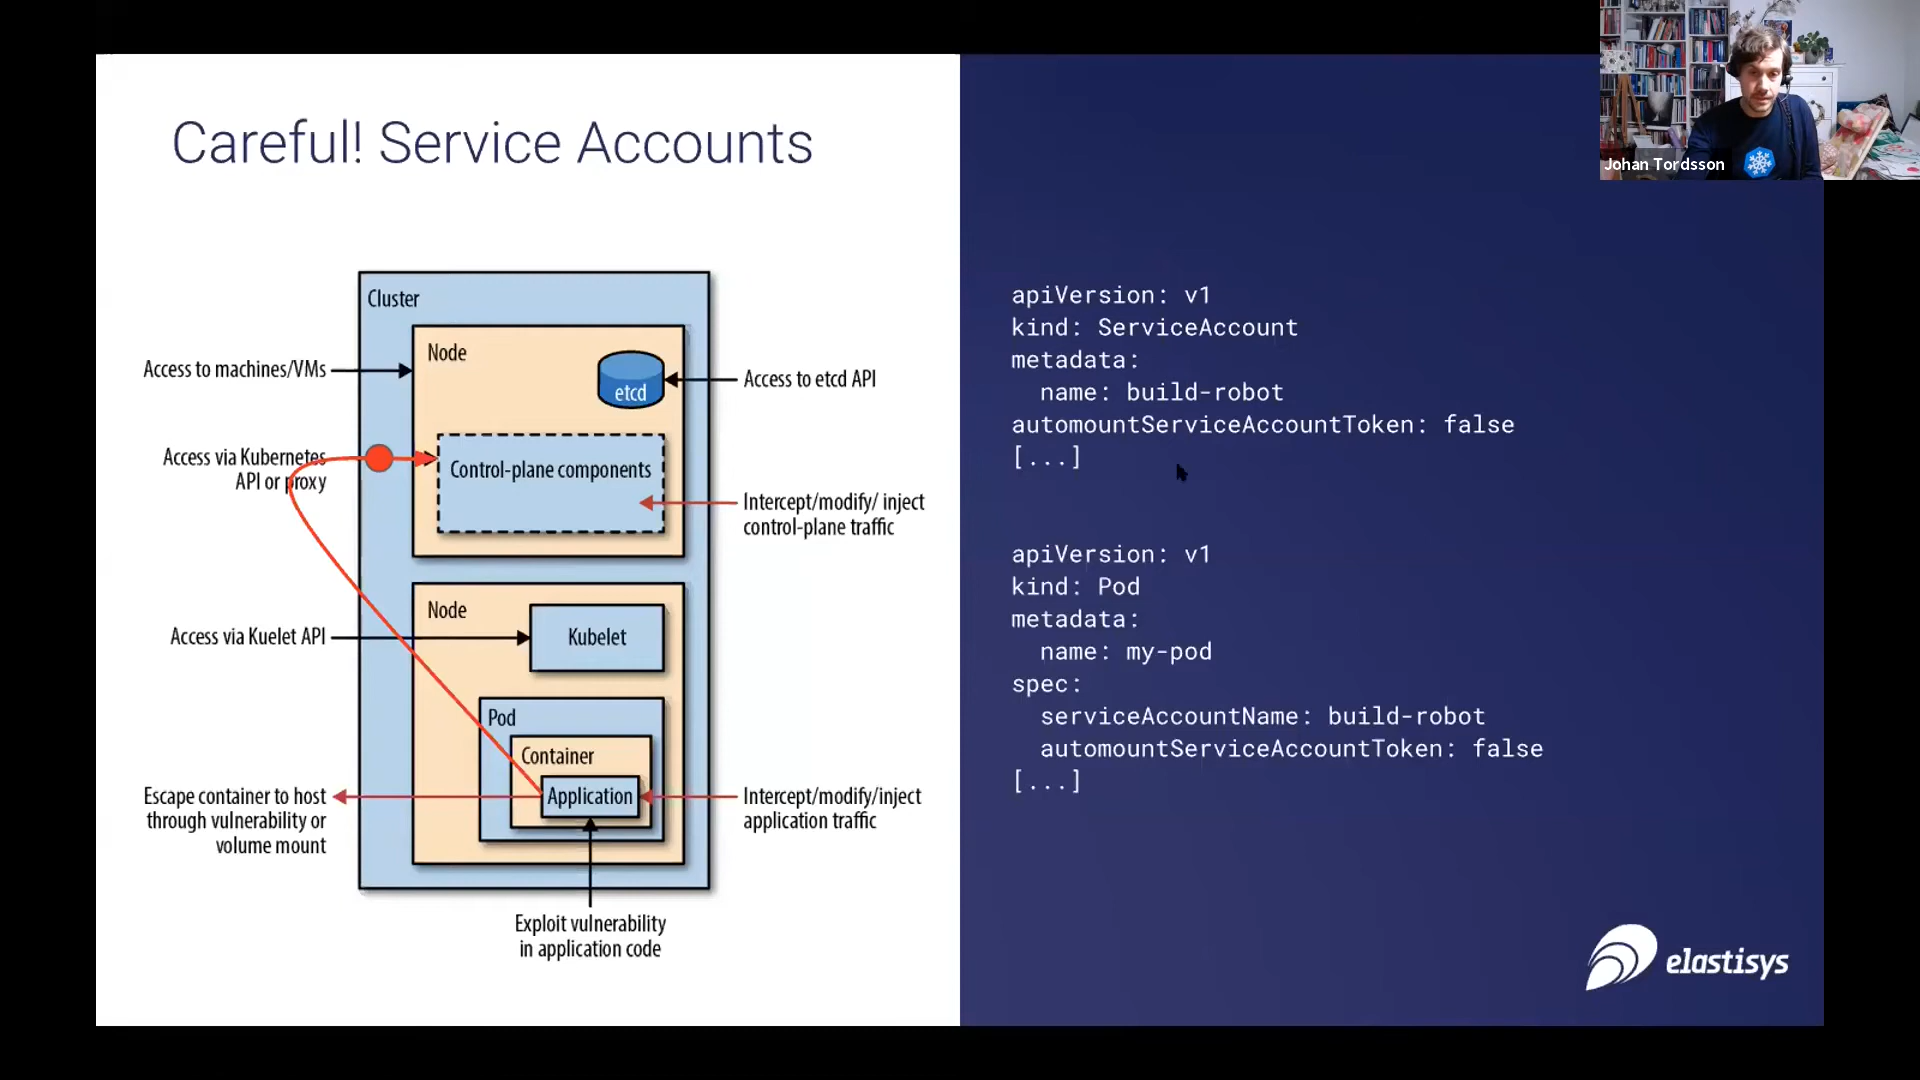 Careful! Service Accounts
Cluster
Node
etcd
Access to machines/VMs
Access to etcd API
Access via Kubernetes
API or proxy
Control-plane components
Intercept/modify/ inject
control-plane traffic
Node
Kubelet
Access via Kuelet API
Pod
Container
Application
Escape container to host
through vulnerability or
volume mount
Intercept/modify/inject
application traffic
Exploit vulnerability
in application code
apiVersion: v1
kind: ServiceAccount
metadata:
  name: build-robot
automountServiceAccountToken: false
[...]
apiVersion: v1
kind: Pod
metadata:
  name: my-pod
spec:
  serviceAccountName: build-robot
  automountServiceAccountToken: false
[...]
elastisys
Johan Tordsson